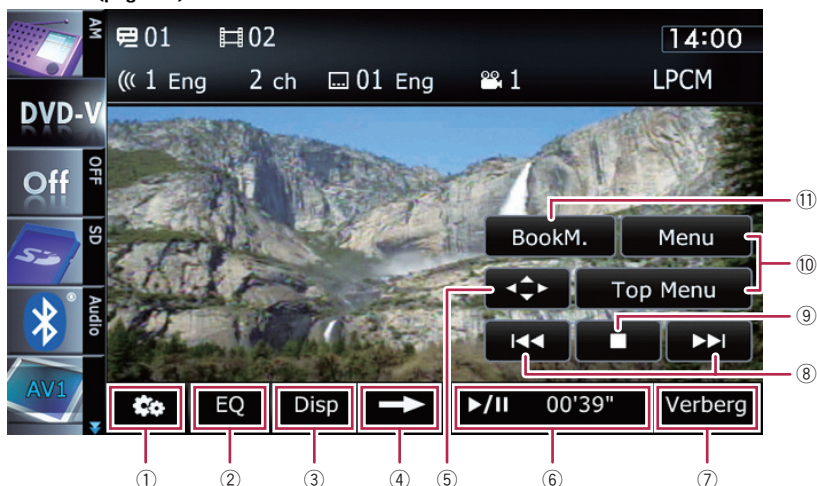 AM
01 02 14:00
1 Eng 2 ch 01 Eng 1 LPCM
DVD-V
Off OFF
SD
Audio
AV1
BookM. Menu
Top Menu
EQ Disp 00'39" Verberg
⑪
⑩
⑨
⑧
① ② ③ ④ ⑤ ⑥ ⑦